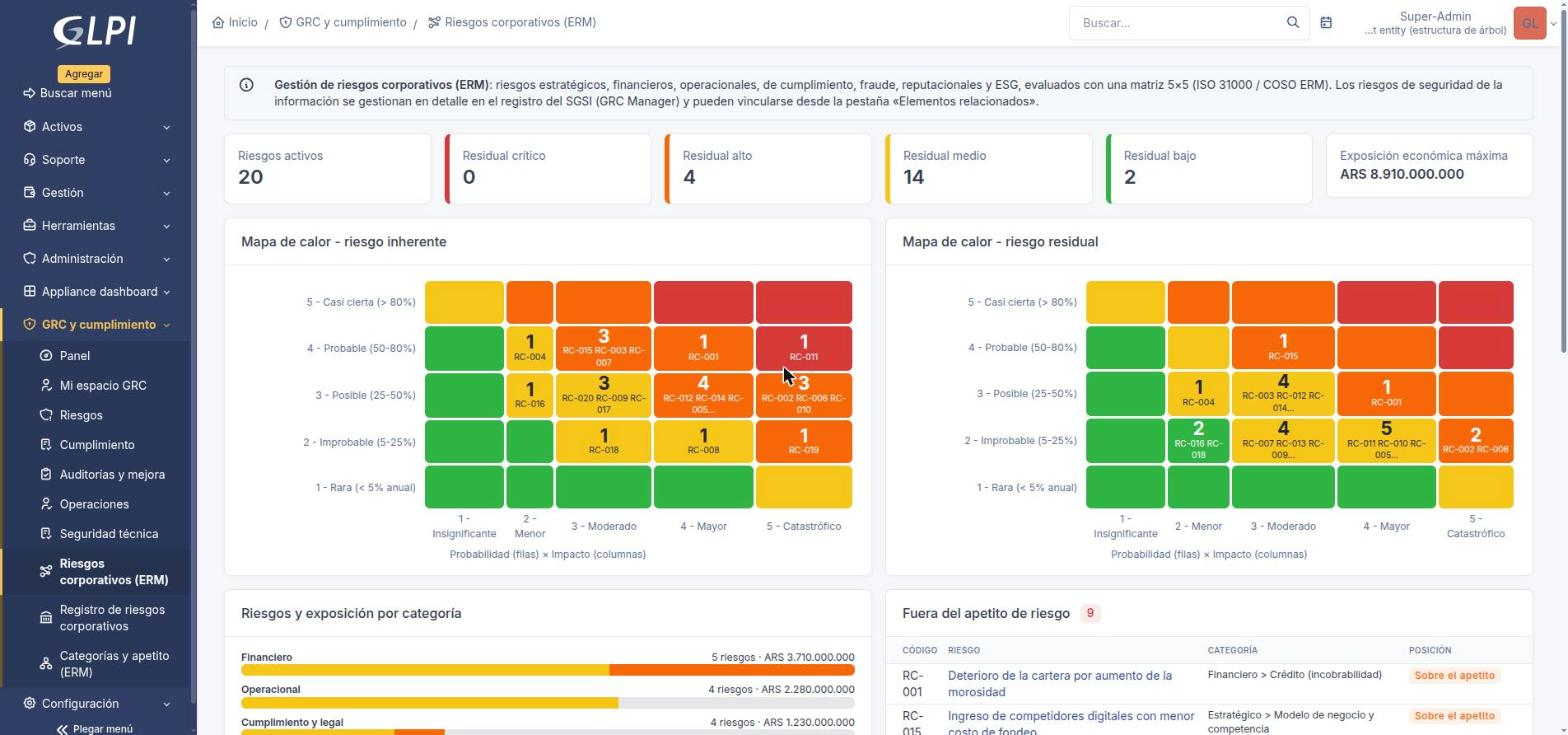 GLPI
Agregar
Buscar menú
Activos
Soporte
Gestión
Herramientas
Administración
Appliance dashboard
GRC y cumplimiento
Panel
Mi espacio GRC
Riesgos
Cumplimiento
Auditorías y mejora
Operaciones
Seguridad técnica
Riesgos
corporativos (ERM)
Registro de riesgos
corporativos
Categorías y apetito
(ERM)
Configuración
Plegar menú
Inicio / GRC y cumplimiento / Riesgos corporativos (ERM)
Buscar...
Super-Admin
...t entity (estructura de árbol)
GL
Gestión de riesgos corporativos (ERM): riesgos estratégicos, financieros, operacionales, de cumplimiento, fraude, reputacionales y ESG, evaluados con una matriz 5×5 (ISO 31000 / COSO ERM). Los riesgos de seguridad de la
información se gestionan en detalle en el registro del SGSI (GRC Manager) y pueden vincularse desde la pestaña «Elementos relacionados».
Riesgos activos
20
Residual crítico
0
Residual alto
4
Residual medio
14
Residual bajo
2
Exposición económica máxima
ARS 8.910.000.000
Mapa de calor - riesgo inherente
5 - Casi cierta (> 80%)
4 - Probable (50-80%)
1
RC-004
3
RC-015 RC-003 RC-
007
1
RC-001
1
RC-011
3 - Posible (25-50%)
1
RC-016
3
RC-020 RC-009 RC-
017
4
RC-012 RC-014 RC-
005...
3
RC-002 RC-006 RC-
010
2 - Improbable (5-25%)
1
RC-018
1
RC-008
1
RC-019
1 - Rara (< 5% anual)
1 -
Insignificante
2 -
Menor
3 - Moderado
4 - Mayor
5 - Catastrófico
Probabilidad (filas) × Impacto (columnas)
Mapa de calor - riesgo residual
5 - Casi cierta (> 80%)
4 - Probable (50-80%)
1
RC-015
3 - Posible (25-50%)
1
RC-004
4
RC-003 RC-012 RC-
014...
1
RC-001
2 - Improbable (5-25%)
2
RC-016 RC-
018
4
RC-007 RC-013 RC-
009...
5
RC-011 RC-010 RC-
005...
2
RC-002 RC-006
1 - Rara (< 5% anual)
1 -
Insignificante
2 - Menor
3 - Moderado
4 - Mayor
5 -
Catastrófico
Probabilidad (filas) × Impacto (columnas)
Riesgos y exposición por categoría
Financiero 5 riesgos · ARS 3.710.000.000
Operacional 4 riesgos · ARS 2.280.000.000
Cumplimiento y legal 4 riesgos · ARS 1.230.000.000
Fuera del apetito de riesgo 9
CÓDIGO RIESGO CATEGORÍA POSICIÓN
RC-
001
Deterioro de la cartera por aumento de la
morosidad
Financiero > Crédito (incobrabilidad)
Sobre el apetito
RC-
015
Ingreso de competidores digitales con menor
costo de fondeo
Estratégico > Modelo de negocio y
competencia
Sobre el apetito